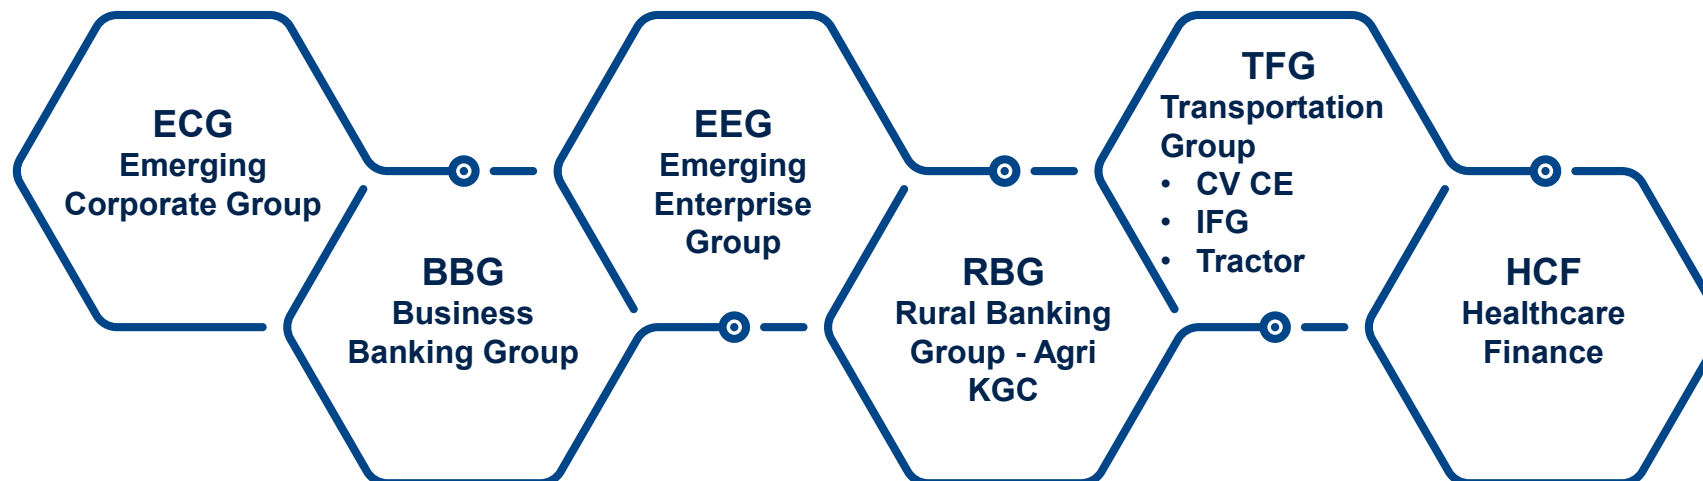 ECG
Emerging
Corporate Group
BBG
Business
Banking Group
EEG
Emerging
Enterprise
Group
RBG
Rural Banking
Group - Agri
KGC
TFG
Transportation
Group
• CV CE
• IFG
• Tractor
HCF
Healthcare
Finance